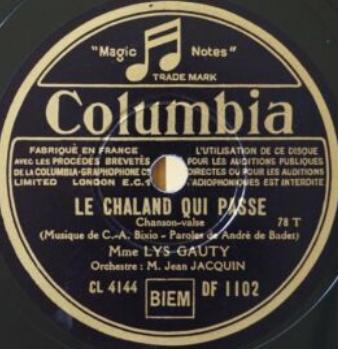 "Magic Notes"
TRADE MARK
Columbia
FABRIQUÉ EN FRANCE
AVEC LES PROCÉDÉS BREVETÉS
DE LA COLUMBIA-GRAPHOPHONE CO
LIMITED LONDON E.C.1
L'UTILISATION DE CE DISQUE
POUR LES AUDITIONS PUBLIQUES
DIRECTES OU POUR LES AUDITIONS
RADIOPHONIQUES EST INTERDITE
LE CHALAND QUI PASSE
Chanson-valse 78 T
(Musique de C.-A. Bixio - Paroles de André de Badet)
Mme LYS GAUTY
Orchestre : M. Jean JACQUIN
CL 4144 BIEM DF 1102